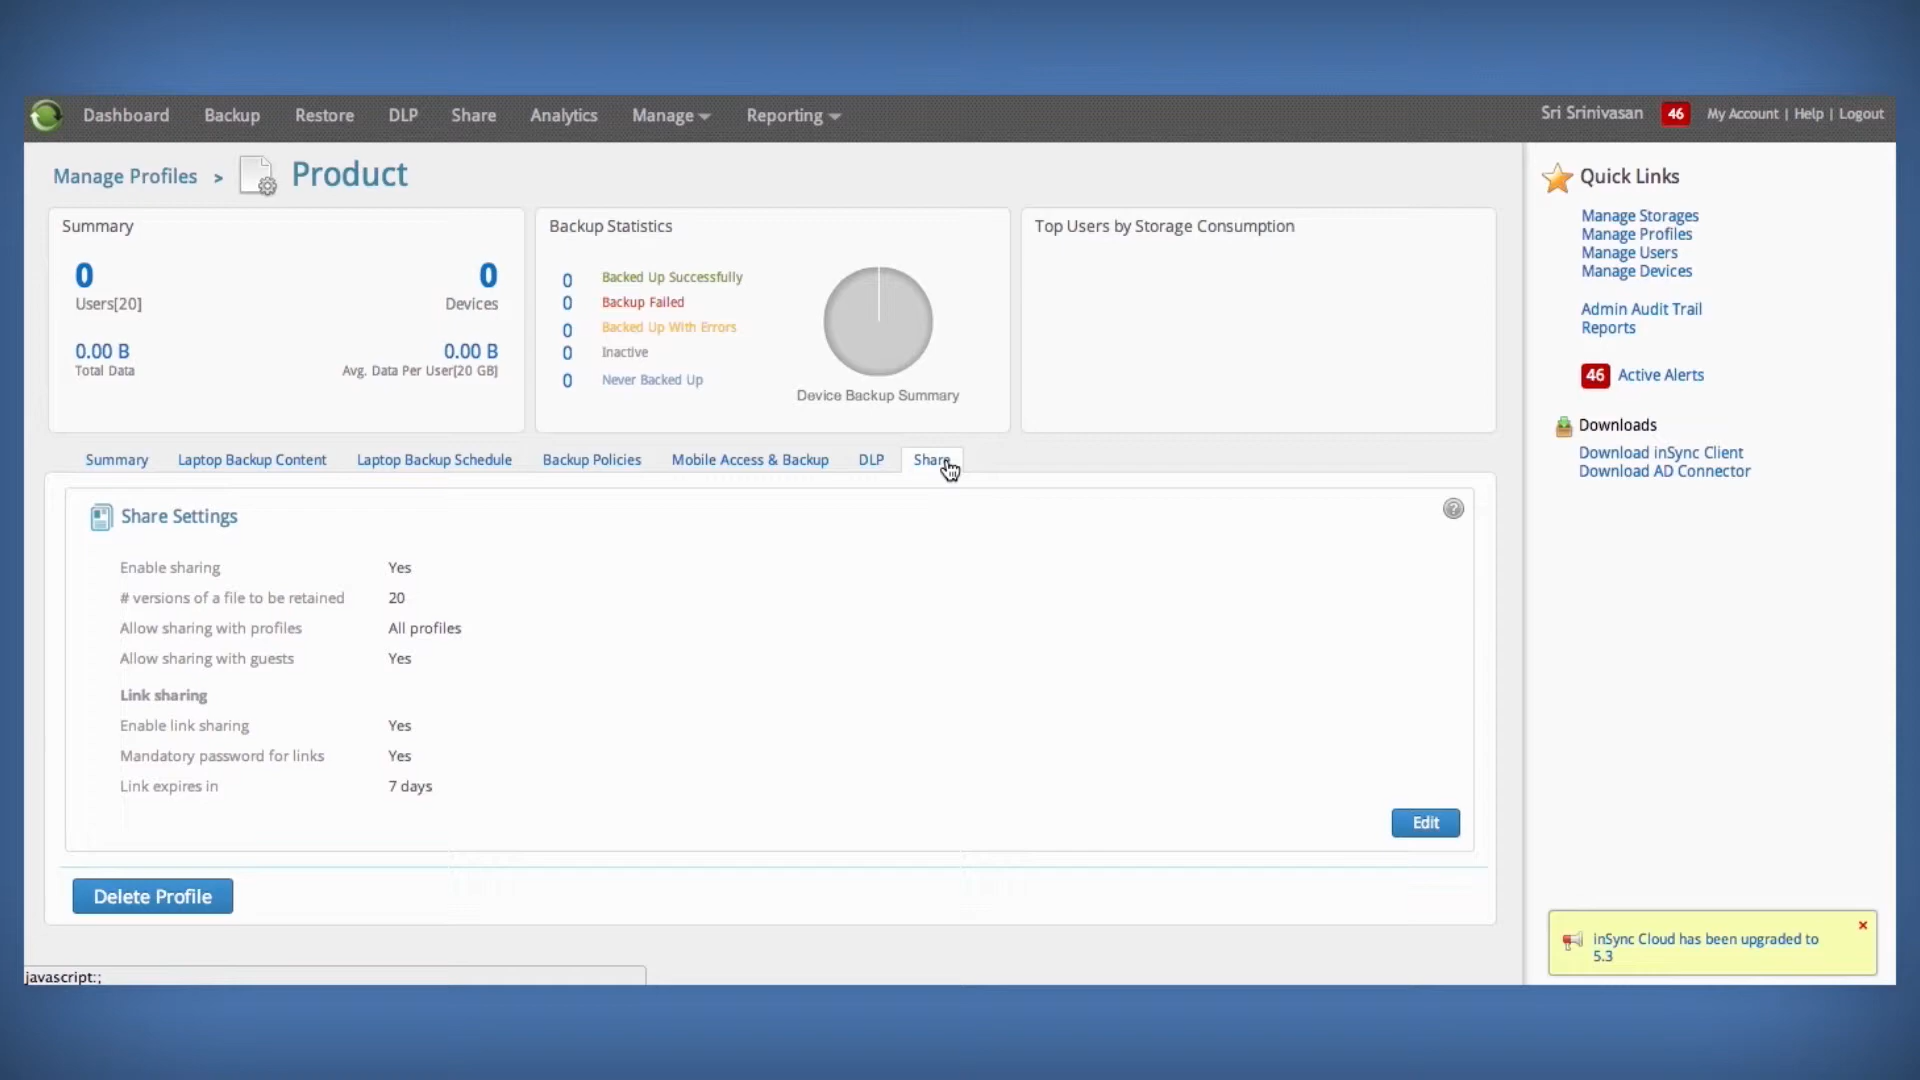 Dashboard Backup Restore DLP Share Analytics Manage Reporting Sri Srinivasan 46 My Account | Help | Logout
Manage Profiles > Product
Summary
0 0
Users[20] Devices
0.00 B 0.00 B
Total Data Avg. Data Per User[20 GB]
Backup Statistics
0 Backed Up Successfully
0 Backup Failed
0 Backed Up With Errors
0 Inactive
0 Never Backed Up
Device Backup Summary
Top Users by Storage Consumption
Summary Laptop Backup Content Laptop Backup Schedule Backup Policies Mobile Access & Backup DLP Share
Share Settings
?
Enable sharing Yes
# versions of a file to be retained 20
Allow sharing with profiles All profiles
Allow sharing with guests Yes
Link sharing
Enable link sharing Yes
Mandatory password for links Yes
Link expires in 7 days
Edit
Delete Profile
javascript:;
Quick Links
Manage Storages
Manage Profiles
Manage Users
Manage Devices
Admin Audit Trail
Reports
46 Active Alerts
Downloads
Download inSync Client
Download AD Connector
inSync Cloud has been upgraded to
5.3